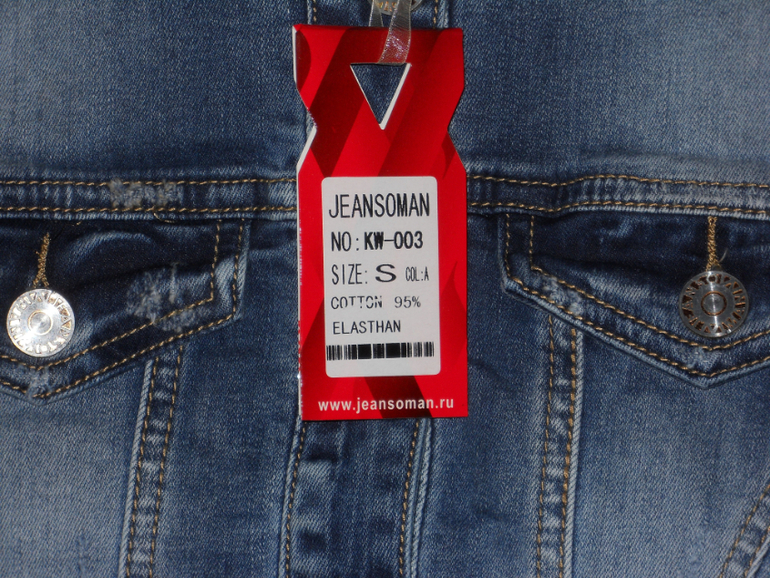 JEANSOMAN
NO: KW-003
SIZE: S COL:A
COTTON 95%
ELASTHAN
www.jeansoman.ru